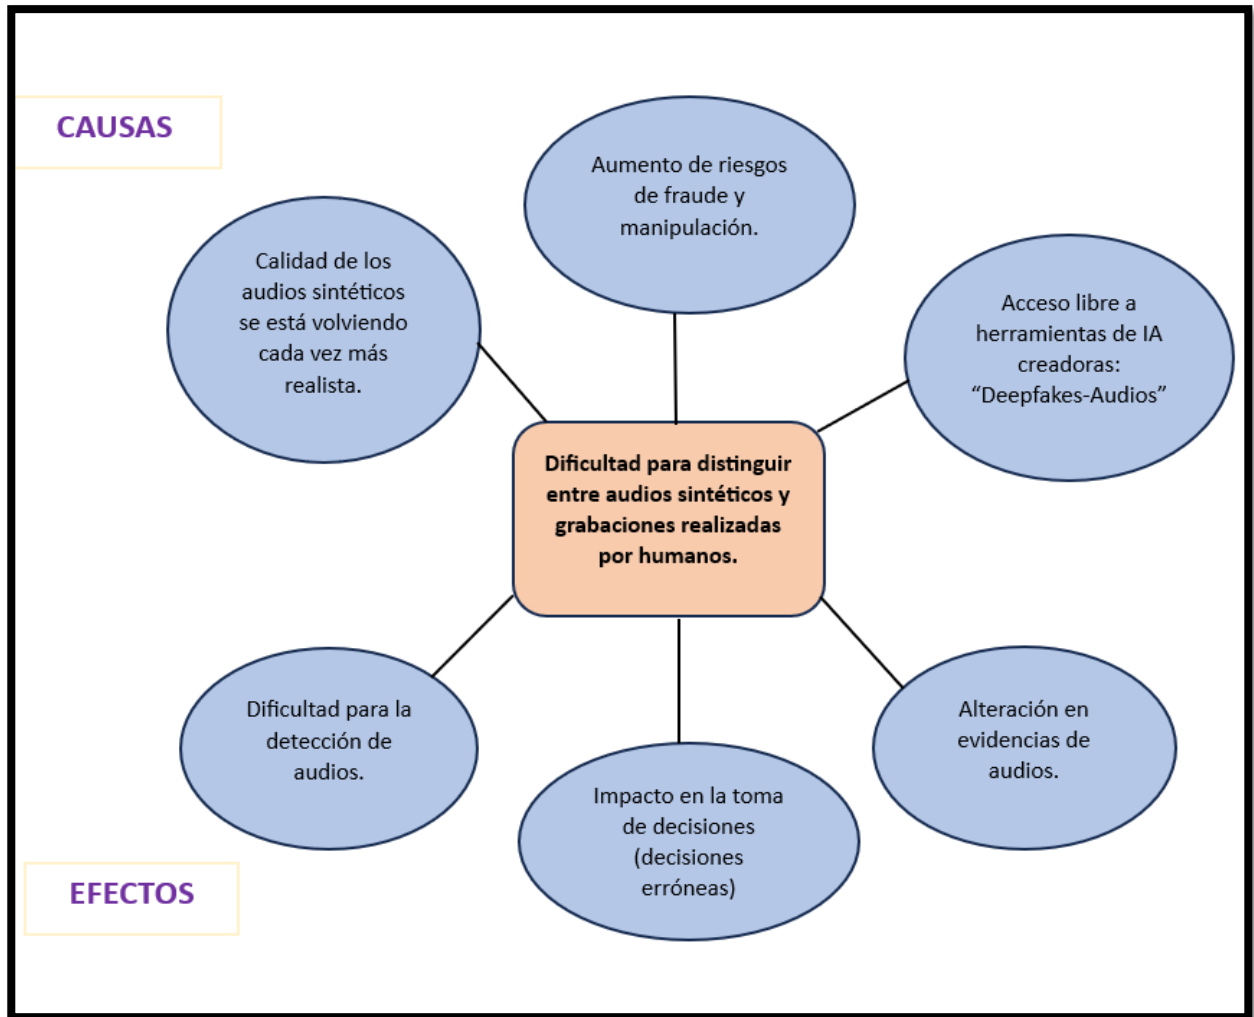 CAUSAS
Aumento de riesgos
de fraude y
manipulación.
Calidad de los
audios sintéticos
se está volviendo
cada vez más
realista.
Acceso libre a
herramientas de IA
creadoras:
“Deepfakes-Audios”
Dificultad para distinguir
entre audios sintéticos y
grabaciones realizadas
por humanos.
Dificultad para la
detección de
audios.
Impacto en la toma
de decisiones
(decisiones
erróneas)
Alteración en
evidencias de
audios.
EFECTOS